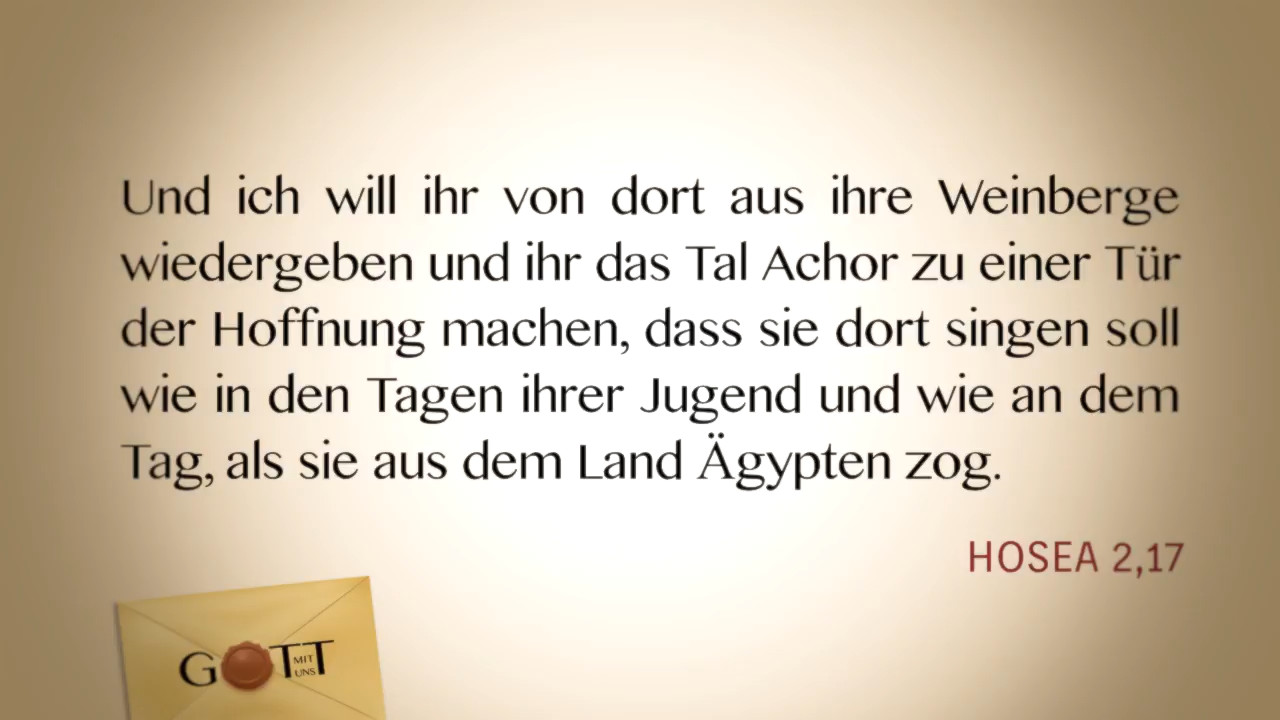 Und ich will ihr von dort aus ihre Weinberge
wiedergeben und ihr das Tal Achor zu einer Tür
der Hoffnung machen, dass sie dort singen soll
wie in den Tagen ihrer Jugend und wie an dem
Tag, als sie aus dem Land Ägypten zog.
HOSEA 2,17
GOTT
MIT
UNS